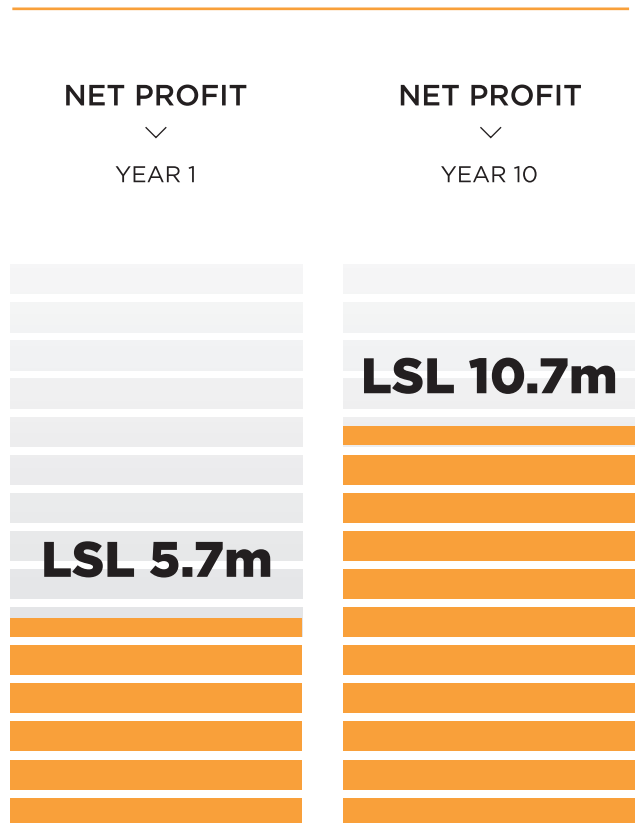 NET PROFIT
YEAR 1
LSL 5.7m
NET PROFIT
YEAR 10
LSL 10.7m